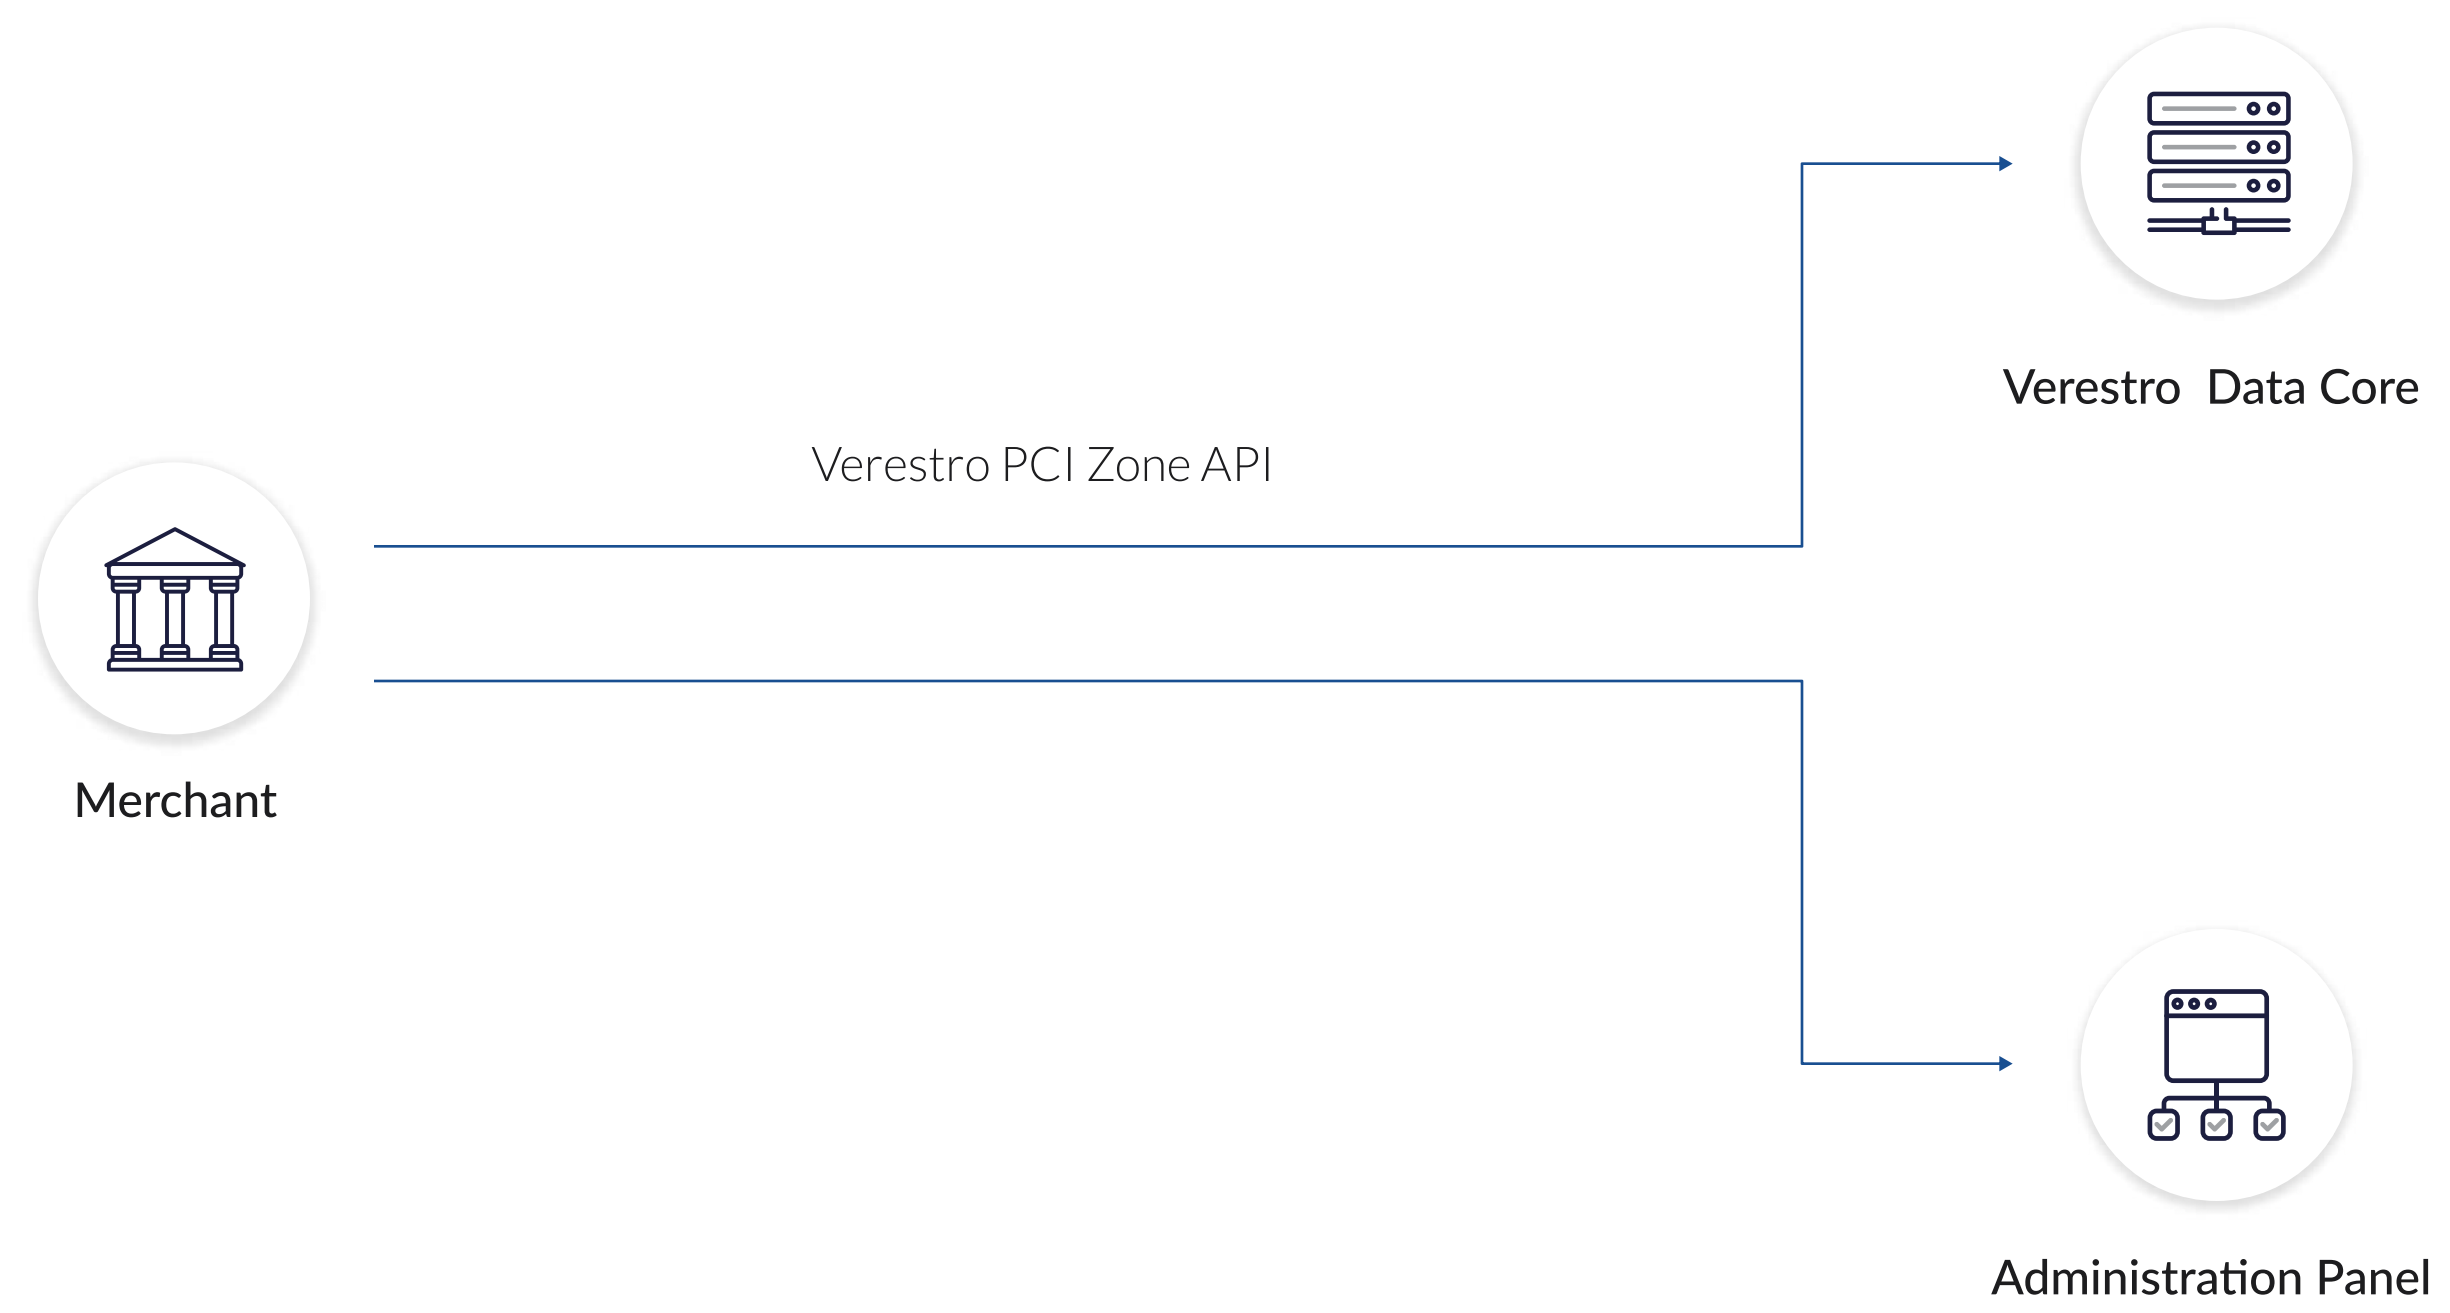 Verestro Data Core
Verestro PCI Zone API
Merchant
Administration Panel